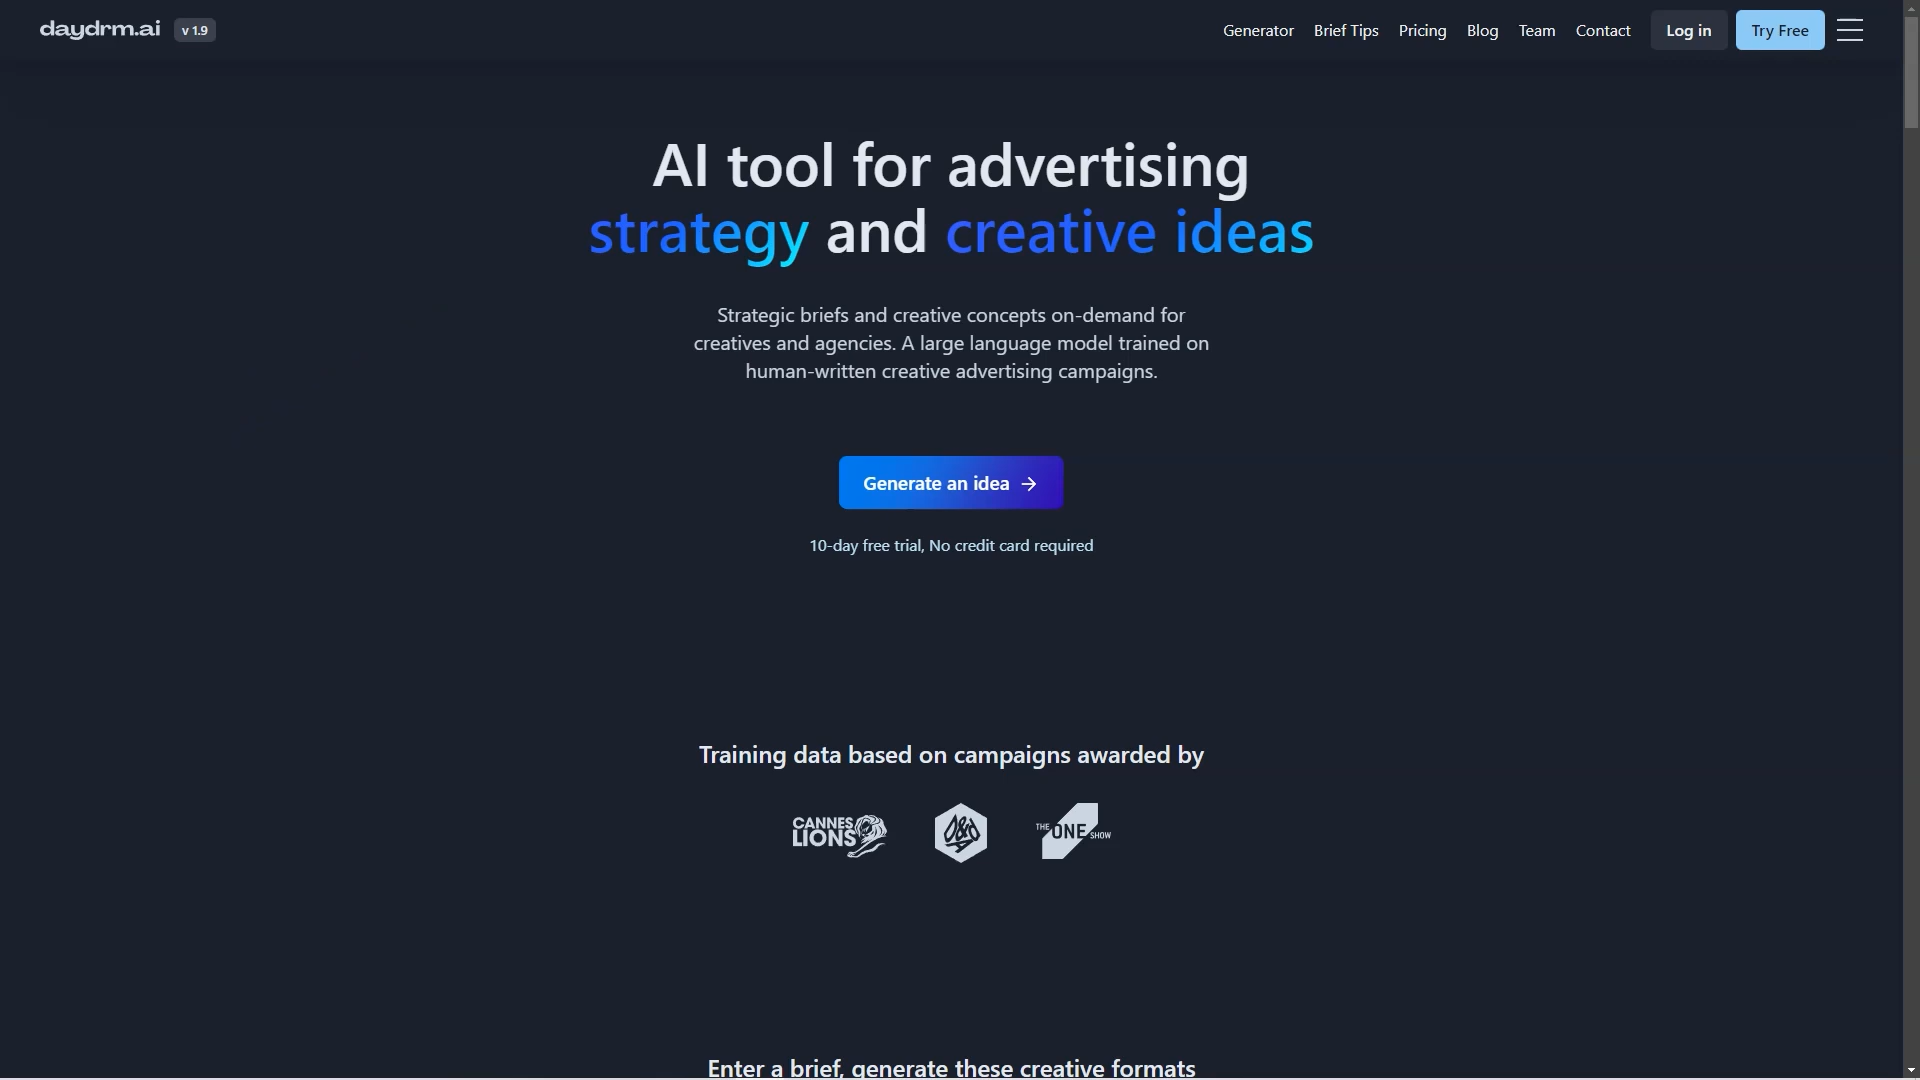 daydrm.ai
v 1.9
Generator
Brief Tips
Pricing
Blog
Team
Contact
Log in
Try Free
AI tool for advertising
strategy and creative ideas
Strategic briefs and creative concepts on-demand for
creatives and agencies. A large language model trained on
human-written creative advertising campaigns.
Generate an idea →
10-day free trial, No credit card required
Training data based on campaigns awarded by
CANNES
LIONS
D&AD
THE ONE SHOW
Enter a brief, generate these creative formats